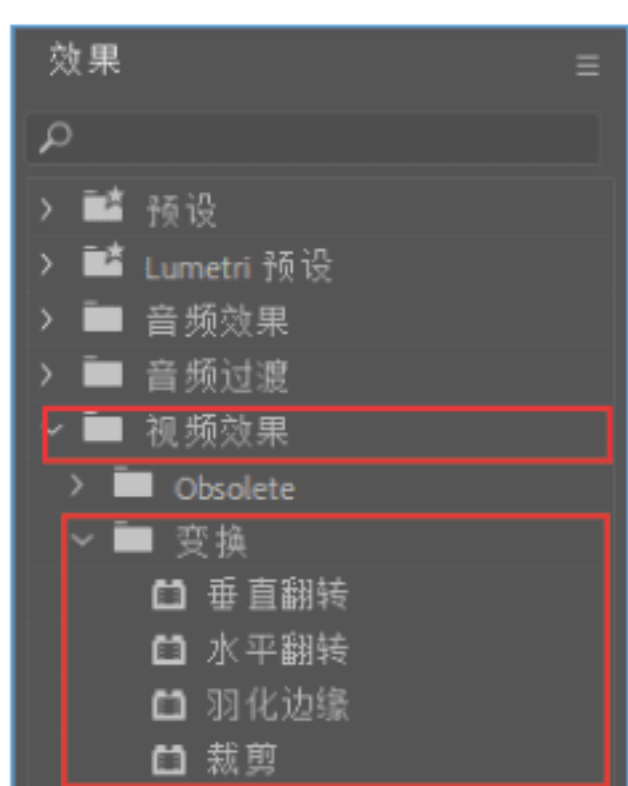 效果
预设
Lumetri 预设
音频效果
音频过渡
视频效果
Obsolete
变换
垂直翻转
水平翻转
羽化边缘
裁剪